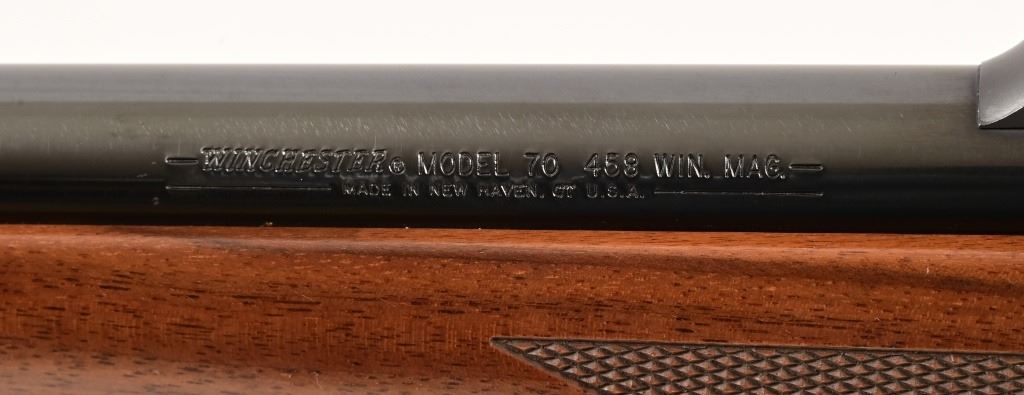 —WINCHESTER® MODEL 70 458 WIN. MAG.—
MADE IN NEW HAVEN, CT U.S.A.